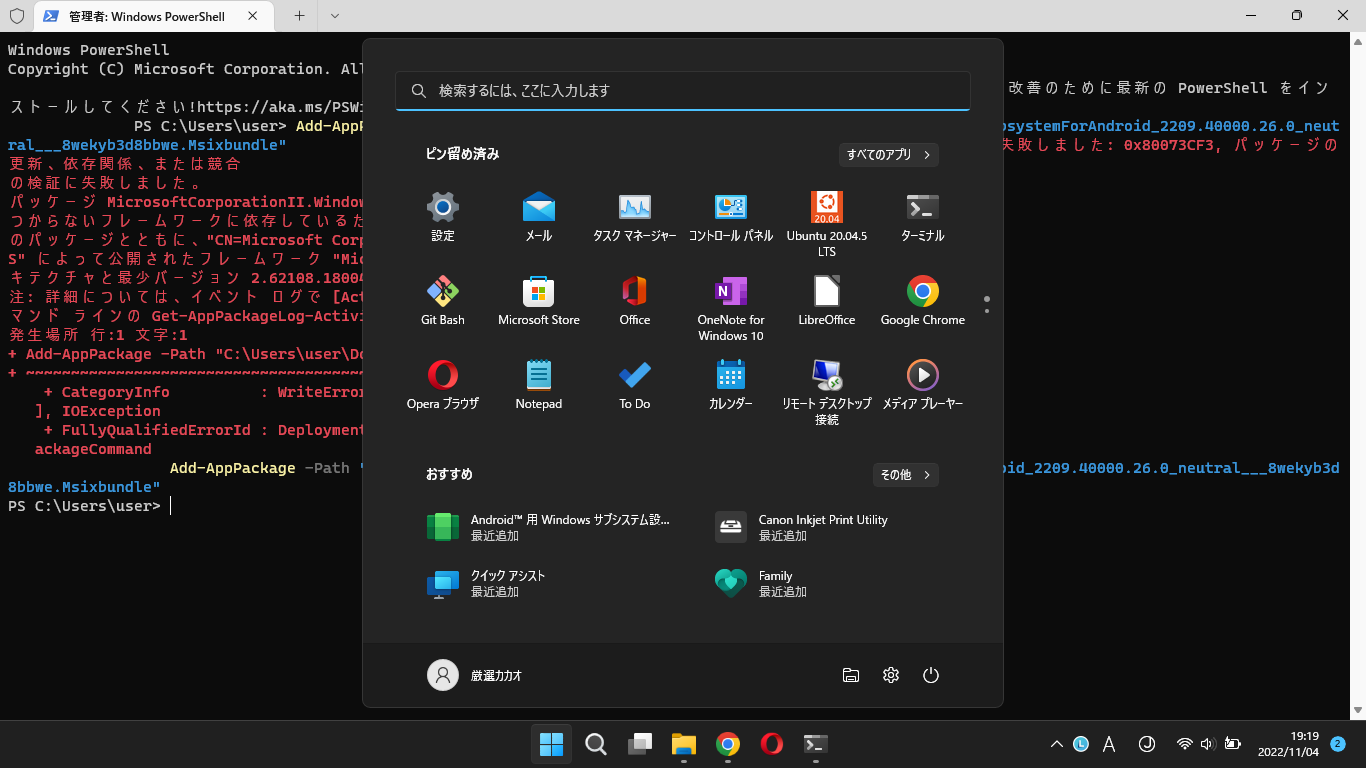 管理者: Windows PowerShell
Windows PowerShell
Copyright (C) Microsoft Corporation. All
改善のために最新の PowerShell をイン
ストールしてください!https://aka.ms/PSWi
PS C:\Users\user> Add-AppP
osystemForAndroid_2209.40000.26.0_neut
ral___8wekyb3d8bbwe.Msixbundle"
失敗しました: 0x80073CF3, パッケージの
更新、依存関係、または競合
の検証に失敗しました。
パッケージ MicrosoftCorporationII.Window
つからないフレームワークに依存しているた
のパッケージとともに、"CN=Microsoft Corp
S" によって公開されたフレームワーク "Mic
キテクチャと最少バージョン 2.62108.18004
注: 詳細については、イベント ログで [Act
マンド ラインの Get-AppPackageLog-Activi
発生場所 行:1 文字:1
+ Add-AppPackage -Path "C:\Users\user\Do
+ ~~~~~~~~~~~~~~~~~~~~~~~~~~~~~~~~~~~~~~
+ CategoryInfo          : WriteError
], IOException
+ FullyQualifiedErrorId : Deployment
ackageCommand
Add-AppPackage -Path "
oid_2209.40000.26.0_neutral___8wekyb3d
8bbwe.Msixbundle"
PS C:\Users\user>
検索するには、ここに入力します
ピン留め済み
すべてのアプリ
設定
メール
タスク マネージャー
コントロール パネル
20.04
Ubuntu 20.04.5
LTS
ターミナル
Git Bash
Microsoft Store
Office
N
OneNote for
Windows 10
LibreOffice
Google Chrome
Opera ブラウザ
Notepad
To Do
カレンダー
リモート デスクトップ
接続
メディア プレーヤー
おすすめ
その他
Android™ 用 Windows サブシステム設...
最近追加
Canon Inkjet Print Utility
最近追加
クイック アシスト
最近追加
Family
最近追加
厳選カカオ
L
A
J
19:19
2022/11/04
2